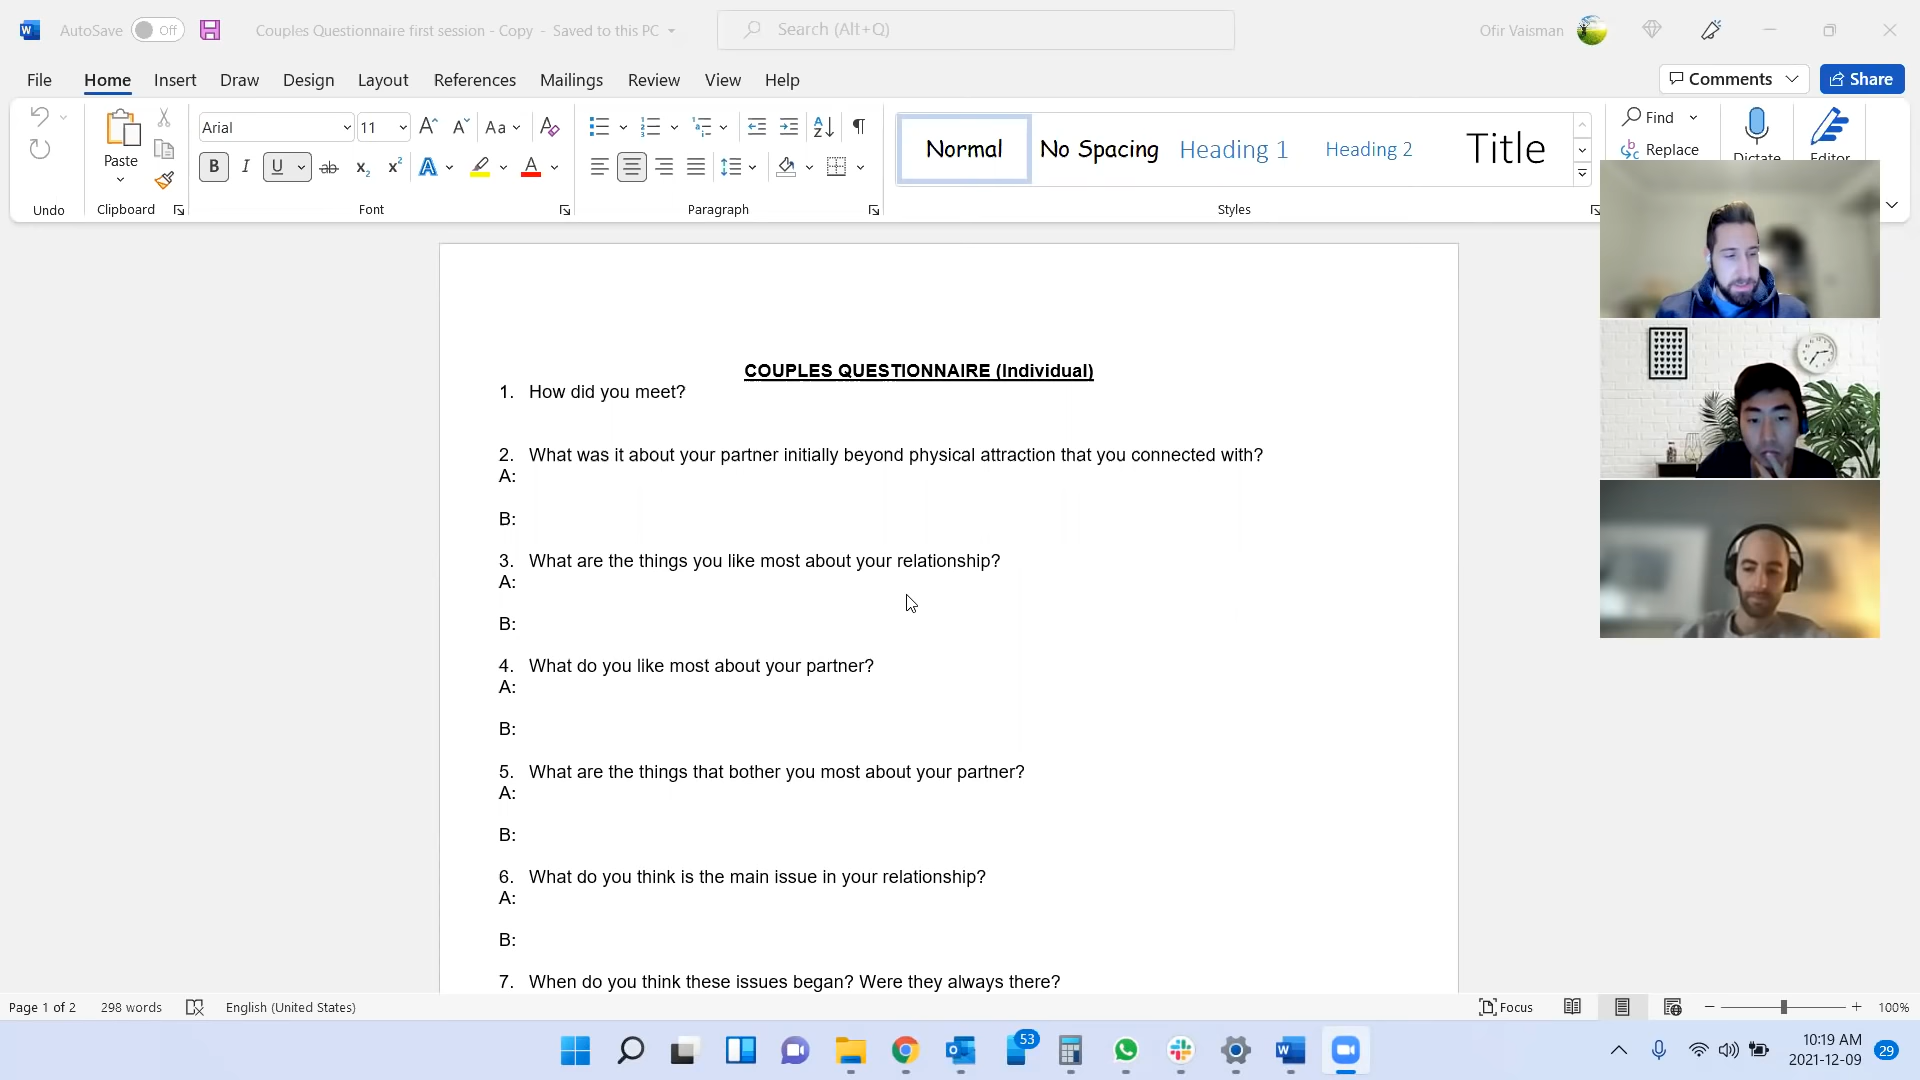 AutoSave Off Couples Questionnaire first session - Copy - Saved to this PC Search (Alt+Q) Ofir Vaisman
File Home Insert Draw Design Layout References Mailings Review View Help Comments Share
Arial 11 Aa Normal No Spacing Heading 1 Heading 2 Title Find
Paste Replace Dictate Editor
B I U ab x₂ x² A A
Undo Clipboard Font Paragraph Styles
COUPLES QUESTIONNAIRE (Individual)
1. How did you meet?
2. What was it about your partner initially beyond physical attraction that you connected with?
A:
B:
3. What are the things you like most about your relationship?
A:
B:
4. What do you like most about your partner?
A:
B:
5. What are the things that bother you most about your partner?
A:
B:
6. What do you think is the main issue in your relationship?
A:
B:
7. When do you think these issues began? Were they always there?
Page 1 of 2 298 words English (United States) Focus 100%
53
10:19 AM
2021-12-09 29